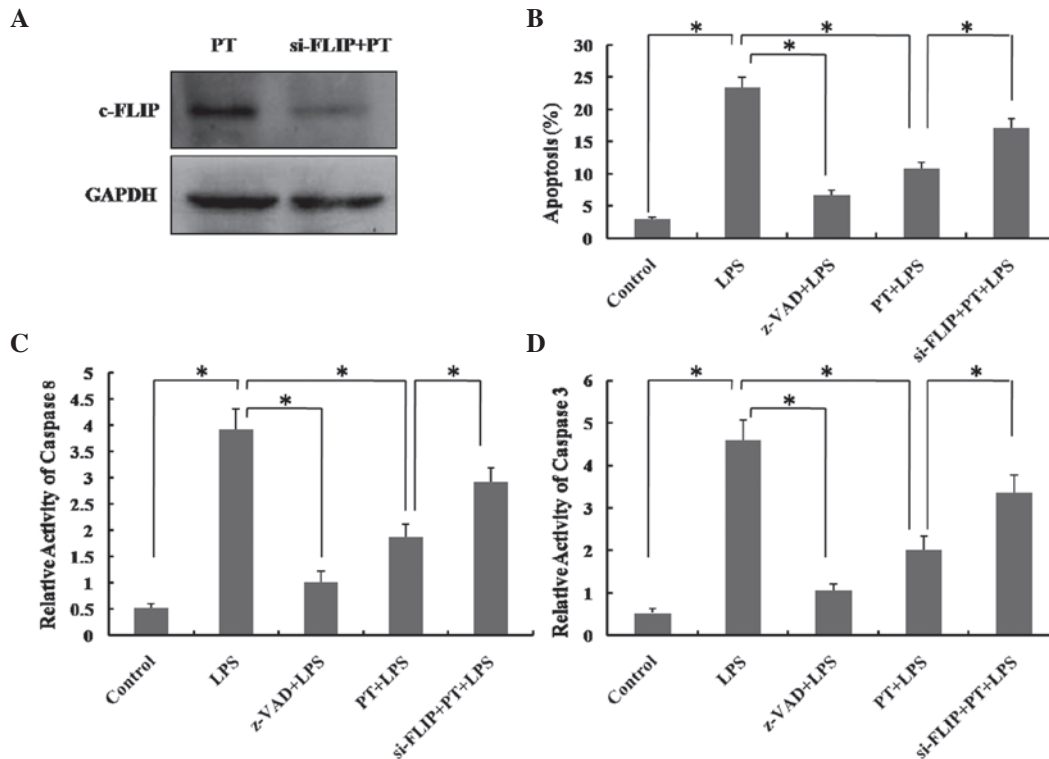 A
PT si-FLIP+PT
c-FLIP
GAPDH
B
* * * *
Apoptosis (%)
30
25
20
15
10
5
0
Control
LPS
z-VAD+LPS
PT+LPS
si-FLIP+PT+LPS
C
* * * *
Relative Activity of Caspase 8
5
4.5
4
3.5
3
2.5
2
1.5
1
0.5
0
Control
LPS
z-VAD+LPS
PT+LPS
si-FLIP+PT+LPS
D
* * * *
Relative Activity of Caspase 3
6
5
4
3
2
1
0
Control
LPS
z-VAD+LPS
PT+LPS
si-FLIP+PT+LPS